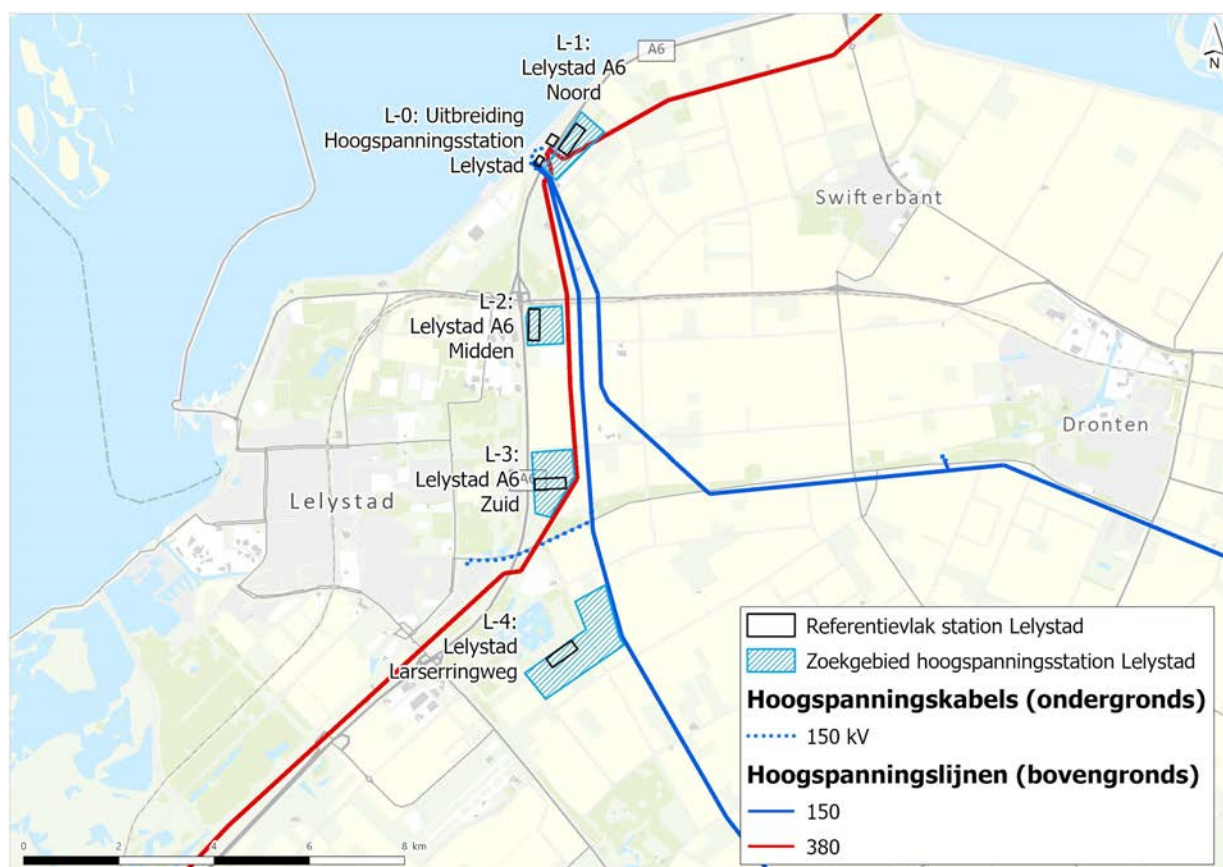 L-1:
Lelystad A6
Noord
A6
N
L-0: Uitbreiding
Hoogspanningsstation
Lelystad
Swifterbant
L-2:
Lelystad A6
Midden
Dronten
L-3:
Lelystad A6
Zuid
A6
Lelystad
L-4:
Lelystad
Larserringweg
Referentievlak station Lelystad
Zoekgebied hoogspanningsstation Lelystad
Hoogspanningskabels (ondergronds)
150 kV
Hoogspanningslijnen (bovengronds)
150
380
0 2 4 6 8 km